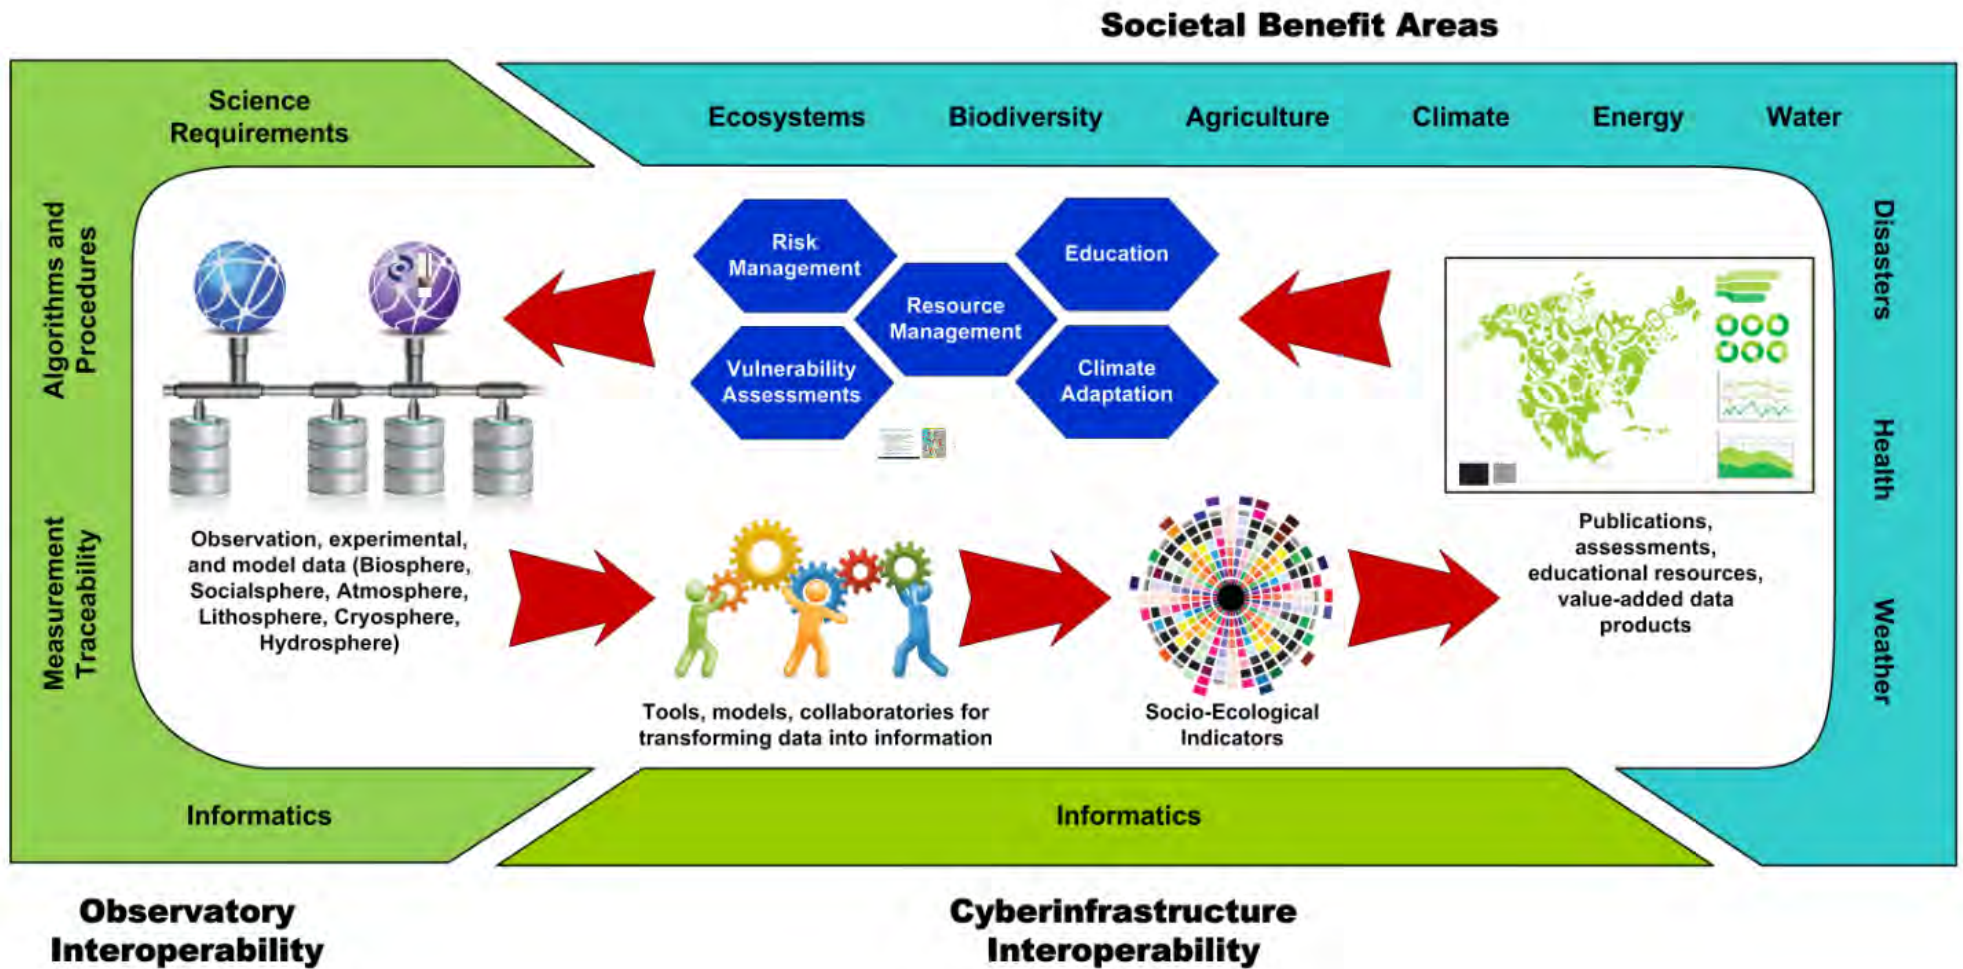 Societal Benefit Areas
Science
Requirements
Ecosystems
Biodiversity
Agriculture
Climate
Energy
Water
Algorithms and
Procedures
Measurement
Traceability
Disasters
Health
Weather
Risk
Management
Education
Resource
Management
Vulnerability
Assessments
Climate
Adaptation
Observation, experimental,
and model data (Biosphere,
Socialsphere, Atmosphere,
Lithosphere, Cryosphere,
Hydrosphere)
Tools, models, collaboratories for
transforming data into information
Socio-Ecological
Indicators
Publications,
assessments,
educational resources,
value-added data
products
Informatics
Informatics
Observatory
Interoperability
Cyberinfrastructure
Interoperability